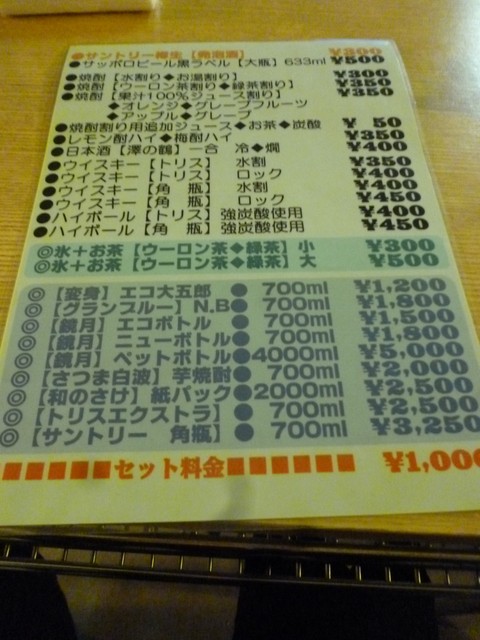 ●サントリー樽生【発泡酒】 ¥300
●サッポロビール黒ラベル【大瓶】633ml ¥500
●焼酎【水割り◆お湯割り】 ¥300
●焼酎【ウーロン茶割り◆緑茶割り】 ¥350
●焼酎【果汁100%ジュース割り】 ¥350
◆オレンジ◆グレープフルーツ
◆アップル◆グレープ
●焼酎割り用追加ジュース◆お茶◆炭酸 ¥ 50
●レモン酎ハイ◆梅酎ハイ ¥350
●日本酒【澤の鶴】一合 冷◆燗 ¥400
●ウイスキー【トリス】 水割 ¥350
●ウイスキー【トリス】 ロック ¥400
●ウイスキー【角 瓶】 水割 ¥400
●ウイスキー【角 瓶】 ロック ¥450
●ハイボール【トリス】強炭酸使用 ¥400
●ハイボール【角 瓶】強炭酸使用 ¥450
◎氷+お茶【ウーロン茶◆緑茶】小 ¥300
◎氷+お茶【ウーロン茶◆緑茶】大 ¥500
◎【変身】エコ大五郎● 700ml ¥1,200
◎【グランブルー】N.B● 700ml ¥1,800
◎【鏡月】エコボトル● 700ml ¥1,500
◎【鏡月】ニューボトル● 700ml ¥1,800
◎【鏡月】ペットボトル●4000ml ¥5,000
◎【さつま白波】芋焼酎● 700ml ¥2,000
◎【和のさけ】紙パック●2000ml ¥2,500
◎【トリスエクストラ】● 700ml ¥2,500
◎【サントリー 角瓶】● 700ml ¥3,250
■■■■■セット料金■■■■■■ ¥1,000